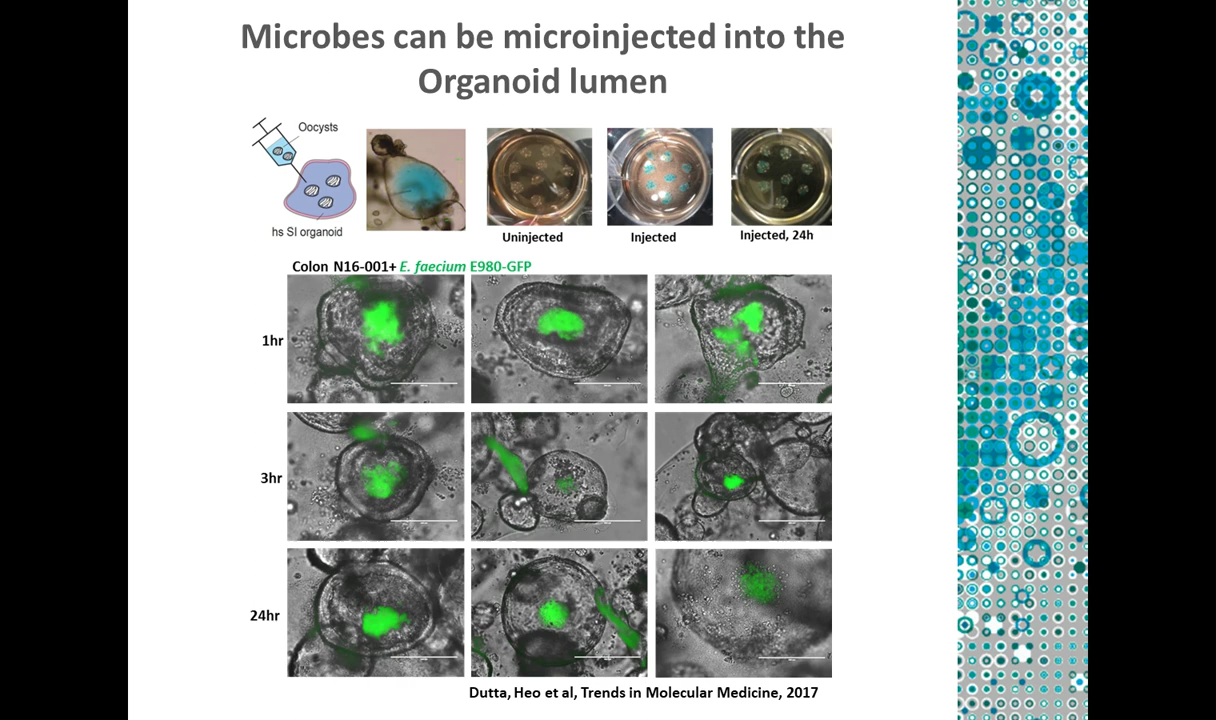 Microbes can be microinjected into the
Organoid lumen
Oocysts
hs SI organoid
Uninjected
Injected
Injected, 24h
Colon N16-001+ E. faecium E980-GFP
1hr
3hr
24hr
Dutta, Heo et al, Trends in Molecular Medicine, 2017